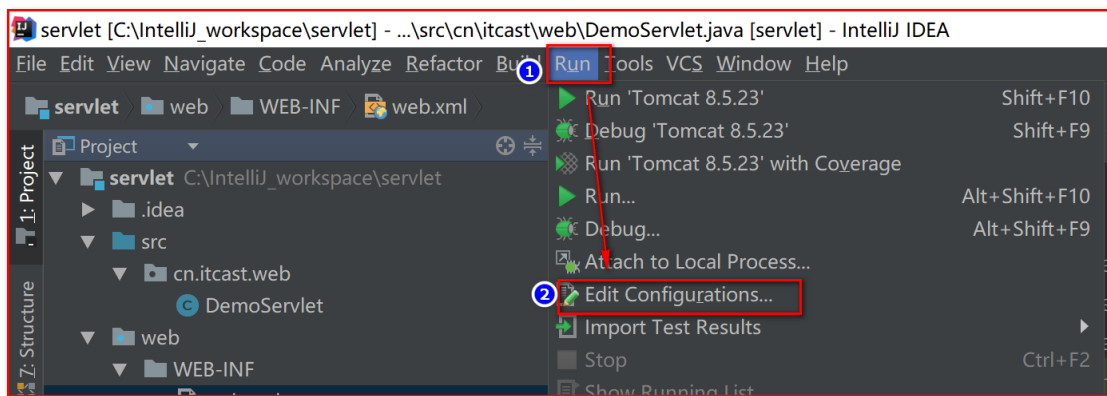 servlet [C:\IntelliJ_workspace\servlet] - ...\src\cn\itcast\web\DemoServlet.java [servlet] - IntelliJ IDEA
File Edit View Navigate Code Analyze Refactor Run Tools VCS Window Help
1
servlet web WEB-INF web.xml
Run 'Tomcat 8.5.23' Shift+F10
Project
Debug 'Tomcat 8.5.23' Shift+F9
1: Project
servlet C:\IntelliJ_workspace\servlet
Run 'Tomcat 8.5.23' with Coverage
.idea
Run... Alt+Shift+F10
src
Debug... Alt+Shift+F9
cn.itcast.web
Attach to Local Process...
DemoServlet
2
Edit Configurations...
7: Structure
web
Import Test Results
WEB-INF
Stop Ctrl+F2
Show Running List